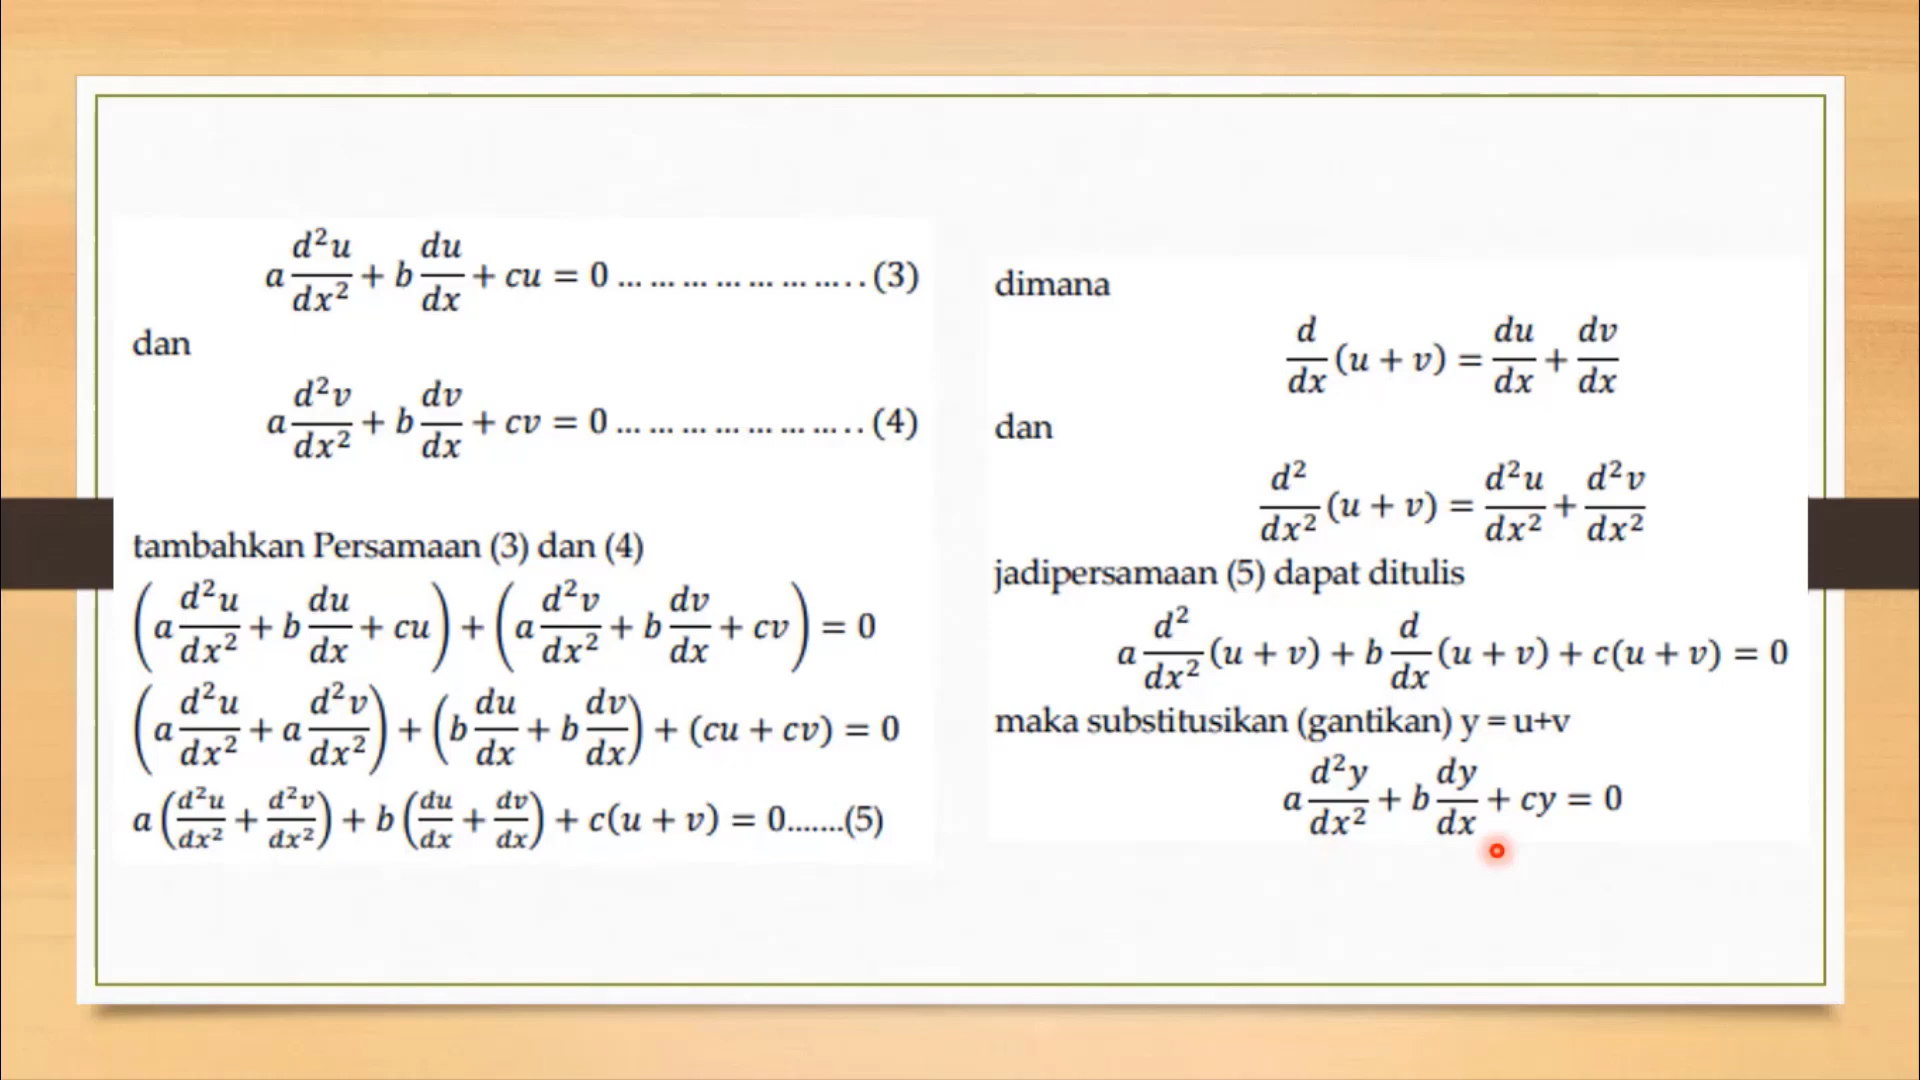 a d²u/dx² + b du/dx + cu = 0 ... ... ... ... ... ... .. . (3)
dan
a d²v/dx² + b dv/dx + cv = 0 ... ... ... ... ... ... .. . (4)
tambahkan Persamaan (3) dan (4)
(a d²u/dx² + b du/dx + cu) + (a d²v/dx² + b dv/dx + cv) = 0
(a d²u/dx² + a d²v/dx²) + (b du/dx + b dv/dx) + (cu + cv) = 0
a (d²u/dx² + d²v/dx²) + b (du/dx + dv/dx) + c(u + v) = 0.......(5)
dimana
d/dx (u + v) = du/dx + dv/dx
dan
d²/dx² (u + v) = d²u/dx² + d²v/dx²
jadipersamaan (5) dapat ditulis
a d²/dx² (u + v) + b d/dx (u + v) + c(u + v) = 0
maka substitusikan (gantikan) y = u+v
a d²y/dx² + b dy/dx + cy = 0